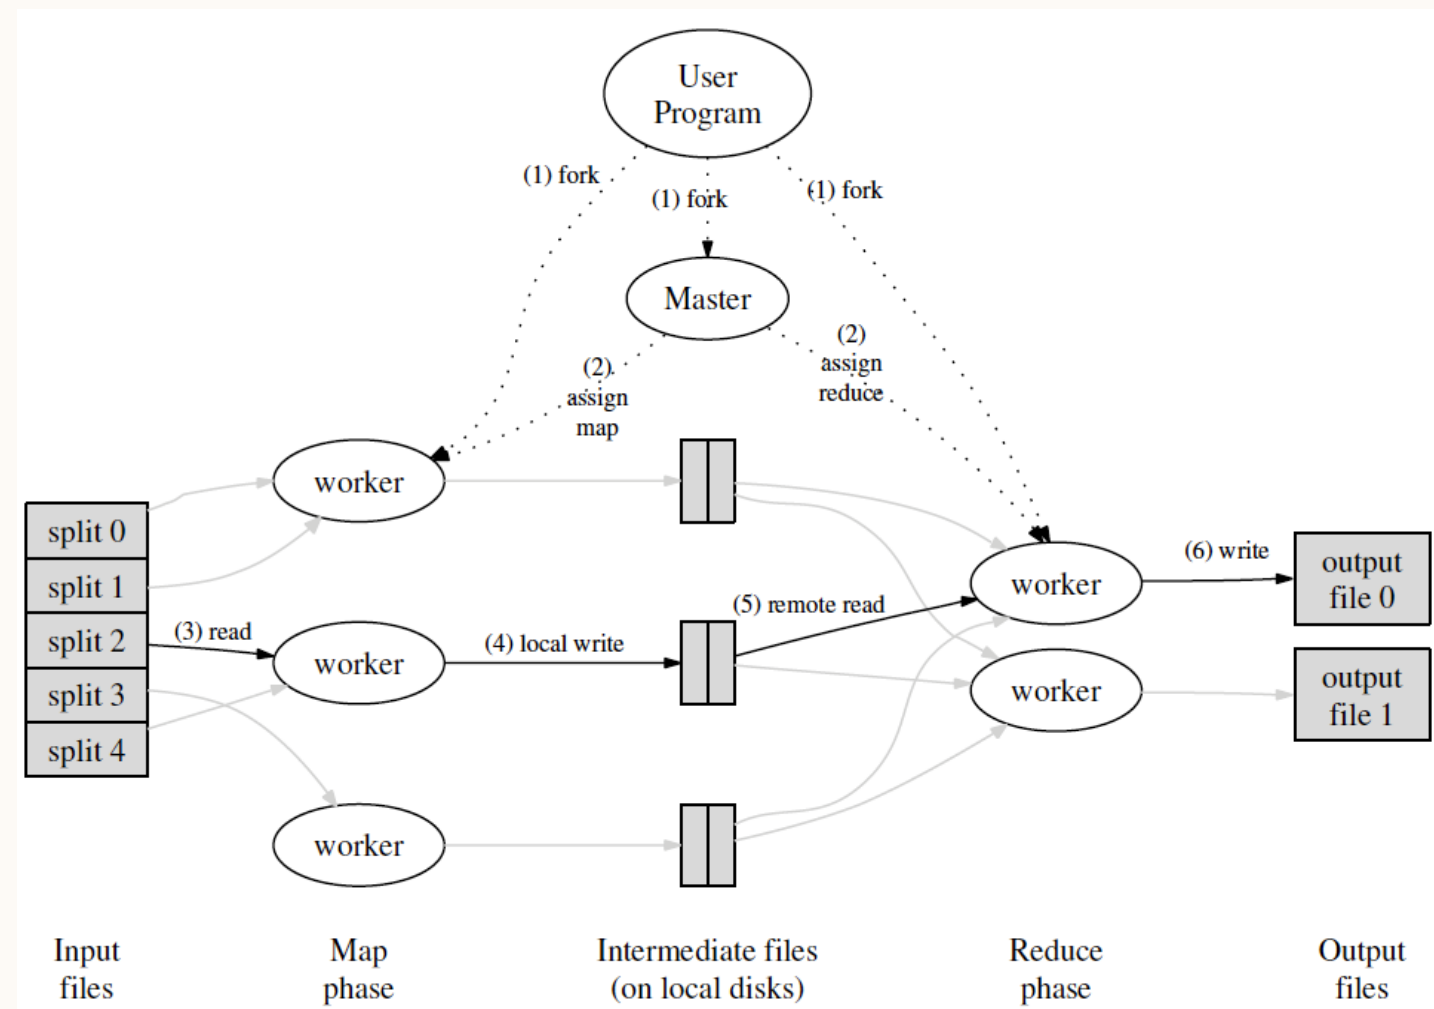 User
Program
(1) fork
(1) fork
(1) fork
Master
(2)
assign
map
(2)
assign
reduce
worker
split 0
split 1
split 2
split 3
split 4
(3) read
worker
(4) local write
(5) remote read
worker
(6) write
output
file 0
worker
output
file 1
worker
Input
files
Map
phase
Intermediate files
(on local disks)
Reduce
phase
Output
files